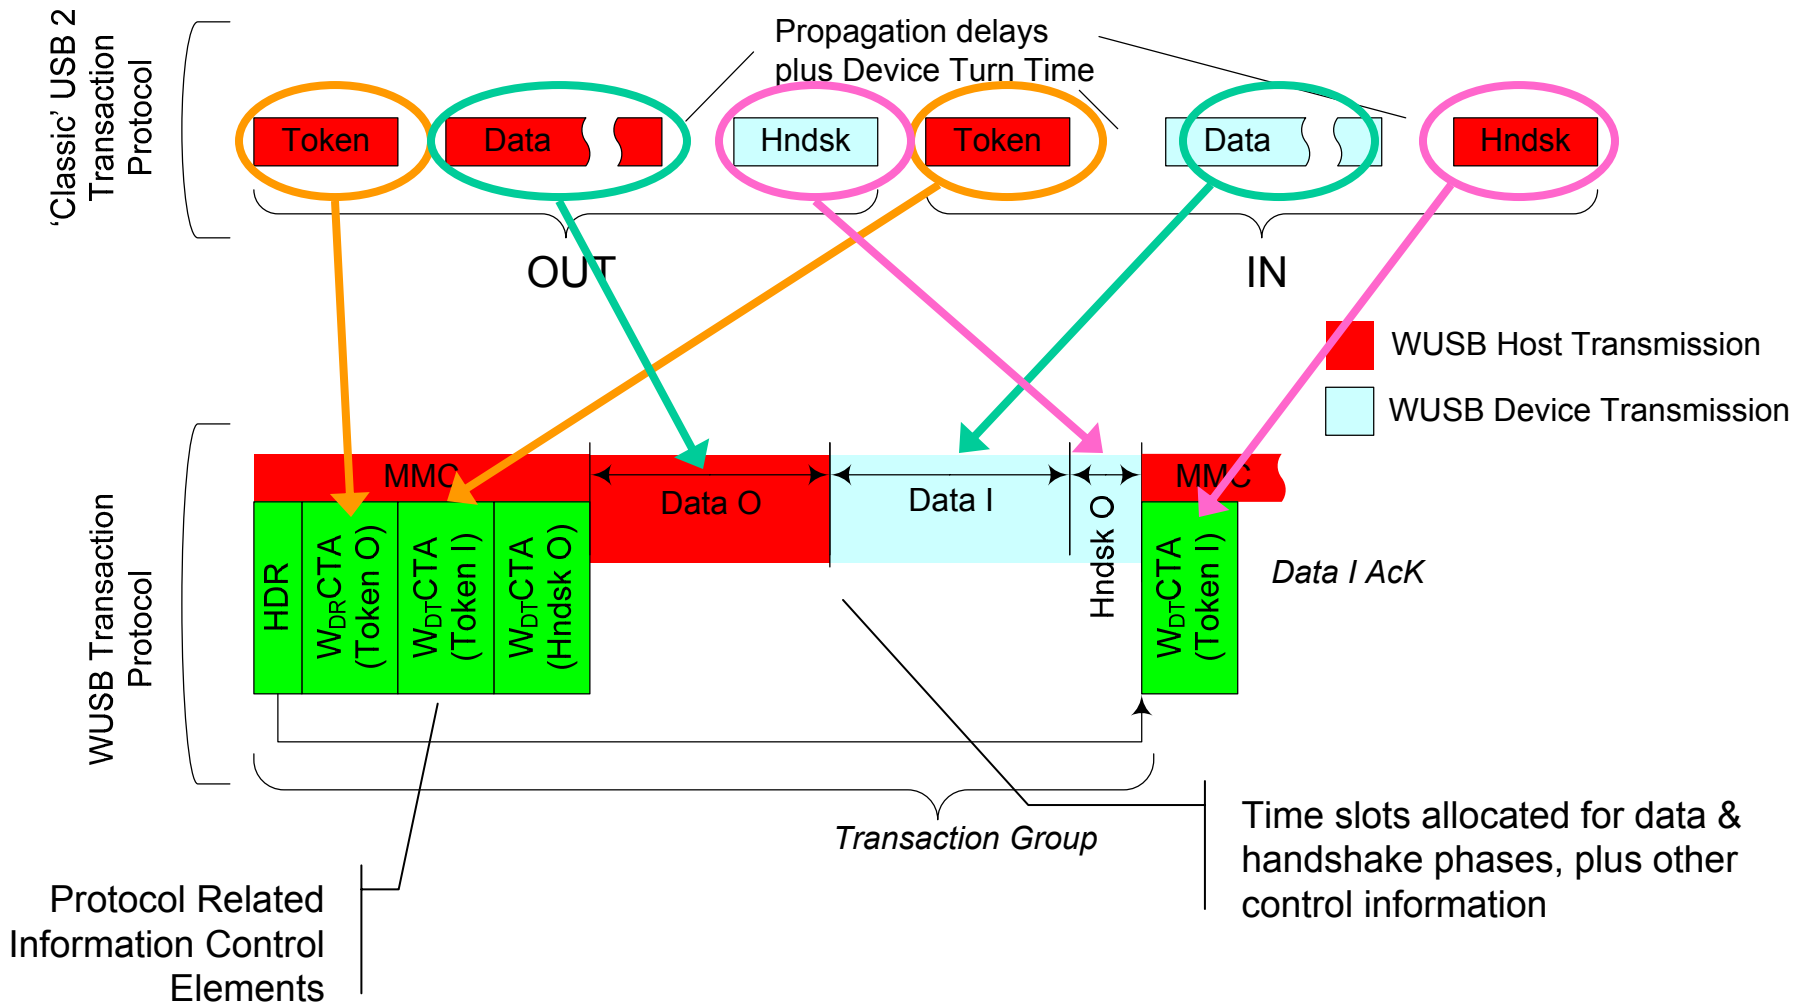 ‘Classic’ USB 2
Transaction
Protocol
Propagation delays
plus Device Turn Time
Token
Data
Hndsk
Token
Data
Hndsk
OUT
IN
WUSB Host Transmission
WUSB Device Transmission
WUSB Transaction
Protocol
MMC
Data O
Data I
Hndsk O
MMC
HDR
WDRCTA
(Token O)
WDTCTA
(Token I)
WDTCTA
(Hndsk O)
WDTCTA
(Token I)
Data I AcK
Transaction Group
Protocol Related
Information Control
Elements
Time slots allocated for data &
handshake phases, plus other
control information